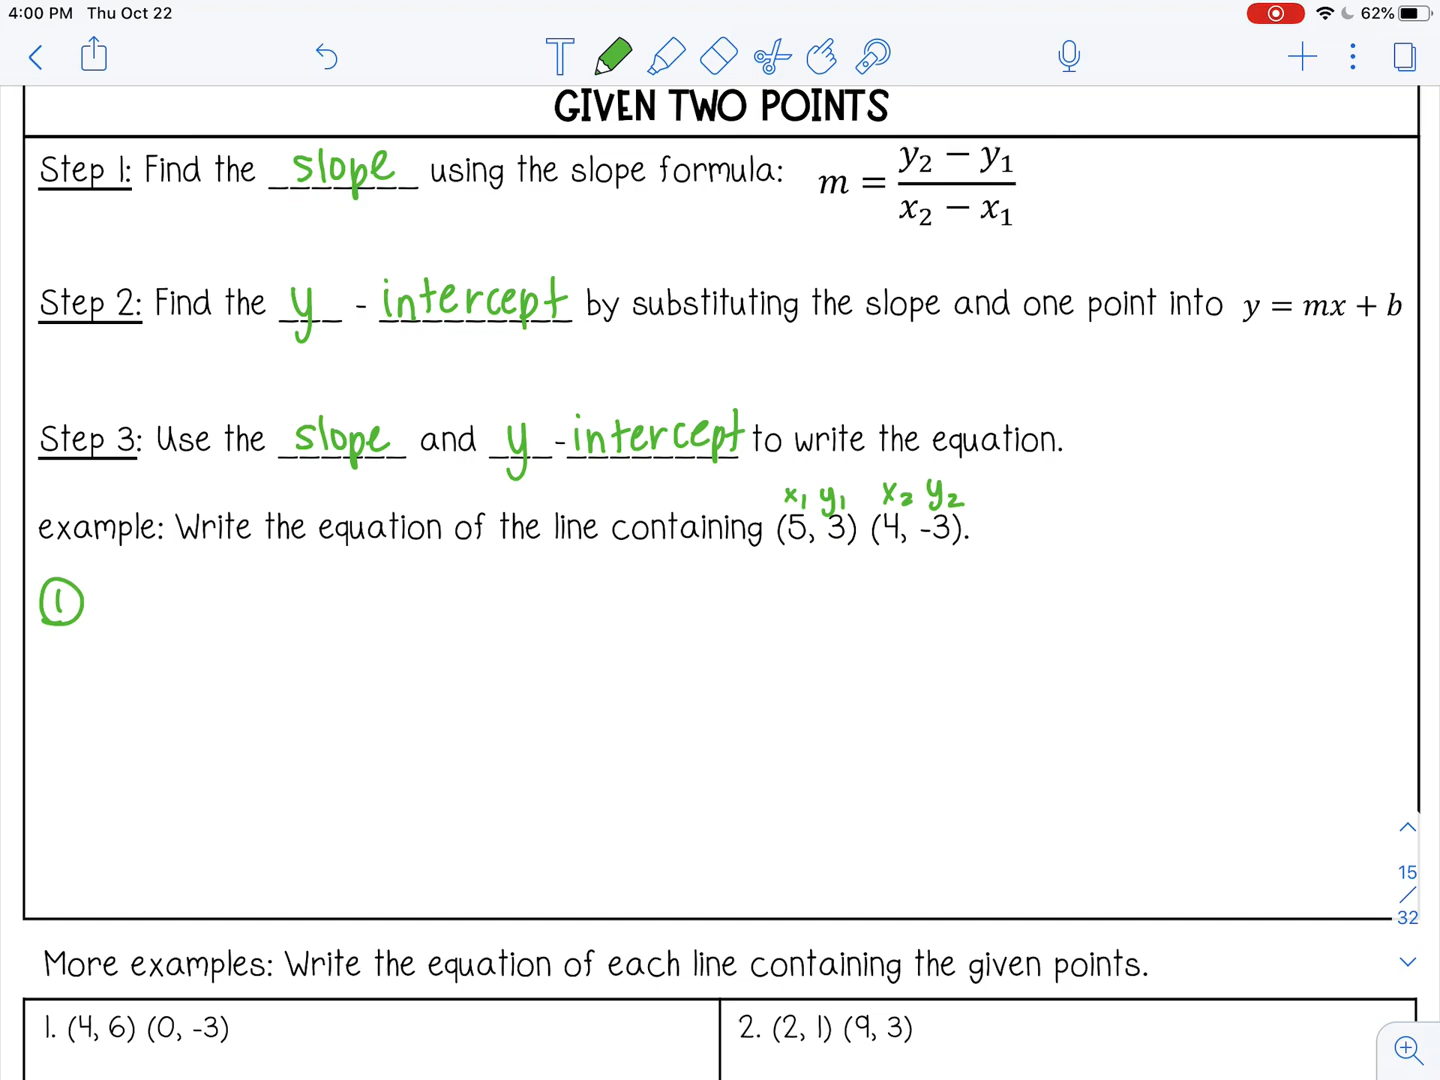 4:00 PM Thu Oct 22 62%
GIVEN TWO POINTS
Step 1: Find the slope using the slope formula: m = y₂ − y₁ / x₂ − x₁
Step 2: Find the y - intercept by substituting the slope and one point into y = mx + b
Step 3: Use the slope and y - intercept to write the equation.
x₁ y₁ x₂ y₂
example: Write the equation of the line containing (5, 3) (4, -3).
①
15
/
32
More examples: Write the equation of each line containing the given points.
1. (4, 6) (0, -3)
2. (2, 1) (9, 3)